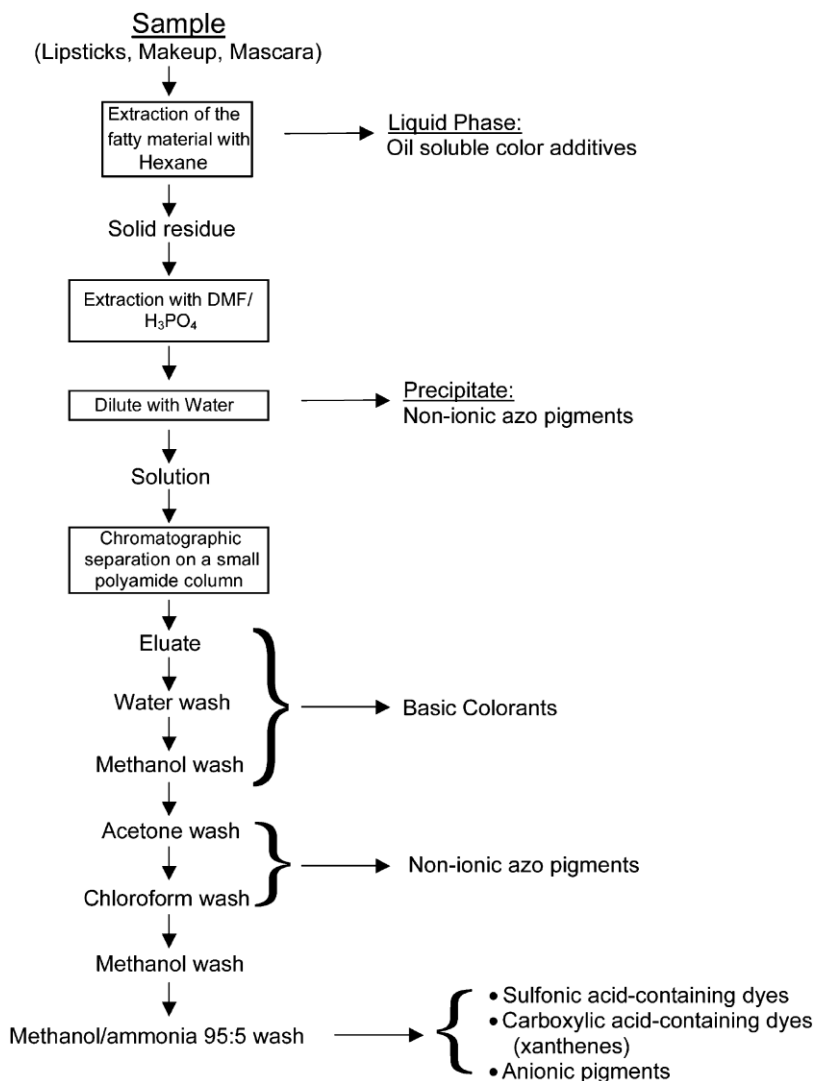 Sample
(Lipsticks, Makeup, Mascara)
Extraction of the
fatty material with
Hexane
Liquid Phase:
Oil soluble color additives
Solid residue
Extraction with DMF/
H₃PO₄
Dilute with Water
Precipitate:
Non-ionic azo pigments
Solution
Chromatographic
separation on a small
polyamide column
Eluate
Water wash
Methanol wash
Basic Colorants
Acetone wash
Chloroform wash
Non-ionic azo pigments
Methanol wash
Methanol/ammonia 95:5 wash
• Sulfonic acid-containing dyes
• Carboxylic acid-containing dyes
(xanthenes)
• Anionic pigments